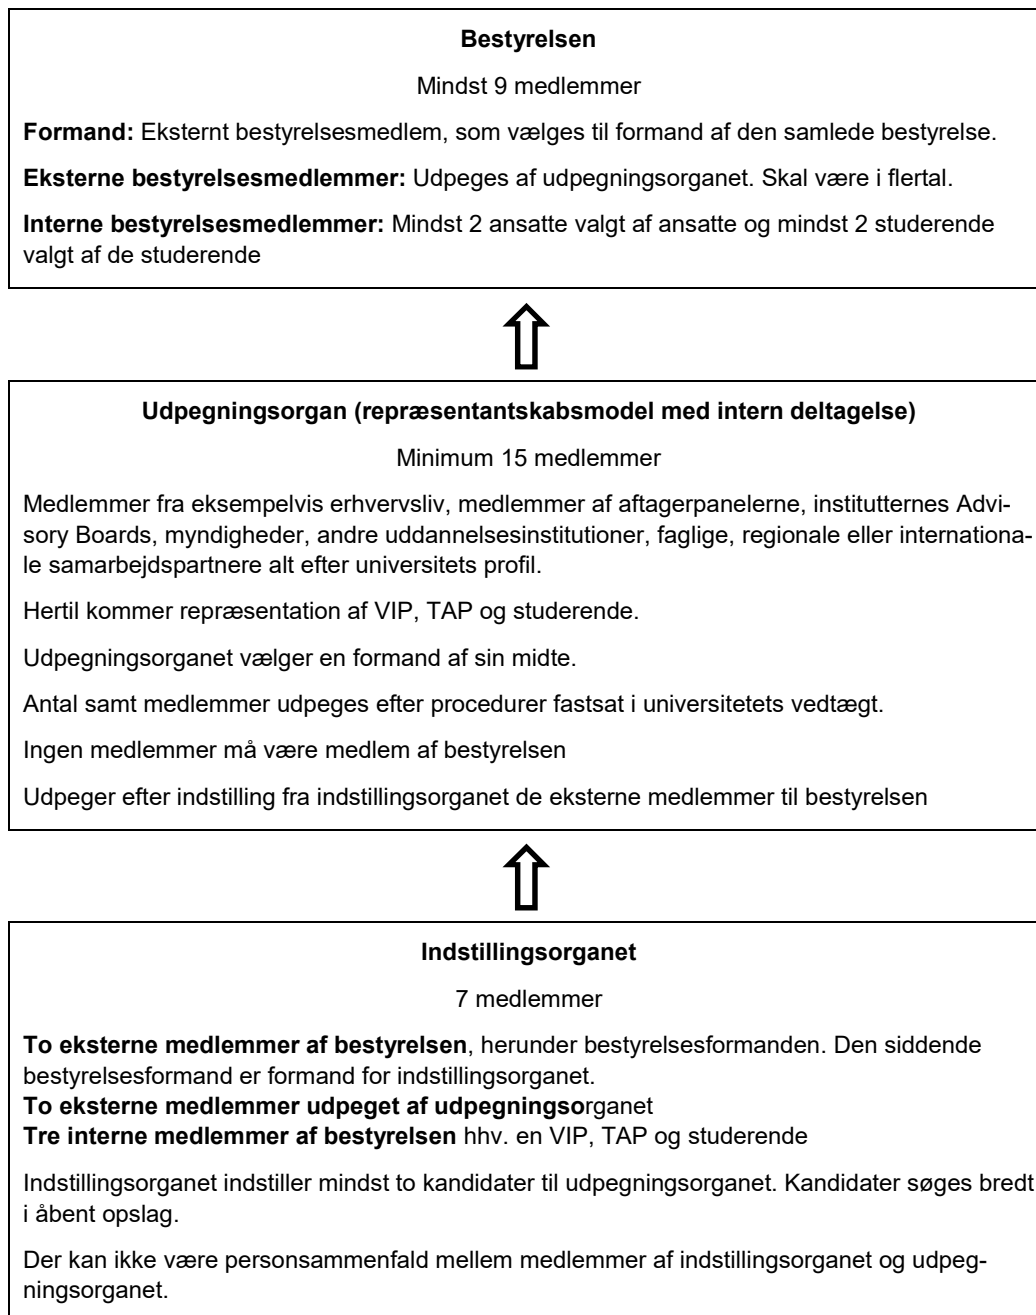 Bestyrelsen
Mindst 9 medlemmer
Formand: Eksternt bestyrelsesmedlem, som vælges til formand af den samlede bestyrelse.
Eksterne bestyrelsesmedlemmer: Udpeges af udpegningsorganet. Skal være i flertal.
Interne bestyrelsesmedlemmer: Mindst 2 ansatte valgt af ansatte og mindst 2 studerende
valgt af de studerende
Udpegningsorgan (repræsentantskabsmodel med intern deltagelse)
Minimum 15 medlemmer
Medlemmer fra eksempelvis erhvervsliv, medlemmer af aftagerpanelerne, institutternes Advi-
sory Boards, myndigheder, andre uddannelsesinstitutioner, faglige, regionale eller internationa-
le samarbejdspartnere alt efter universitets profil.
Hertil kommer repræsentation af VIP, TAP og studerende.
Udpegningsorganet vælger en formand af sin midte.
Antal samt medlemmer udpeges efter procedurer fastsat i universitetets vedtægt.
Ingen medlemmer må være medlem af bestyrelsen
Udpeger efter indstilling fra indstillingsorganet de eksterne medlemmer til bestyrelsen
Indstillingsorganet
7 medlemmer
To eksterne medlemmer af bestyrelsen, herunder bestyrelsesformanden. Den siddende
bestyrelsesformand er formand for indstillingsorganet.
To eksterne medlemmer udpeget af udpegningsorganet
Tre interne medlemmer af bestyrelsen hhv. en VIP, TAP og studerende
Indstillingsorganet indstiller mindst to kandidater til udpegningsorganet. Kandidater søges bredt
i åbent opslag.
Der kan ikke være personsammenfald mellem medlemmer af indstillingsorganet og udpeg-
ningsorganet.